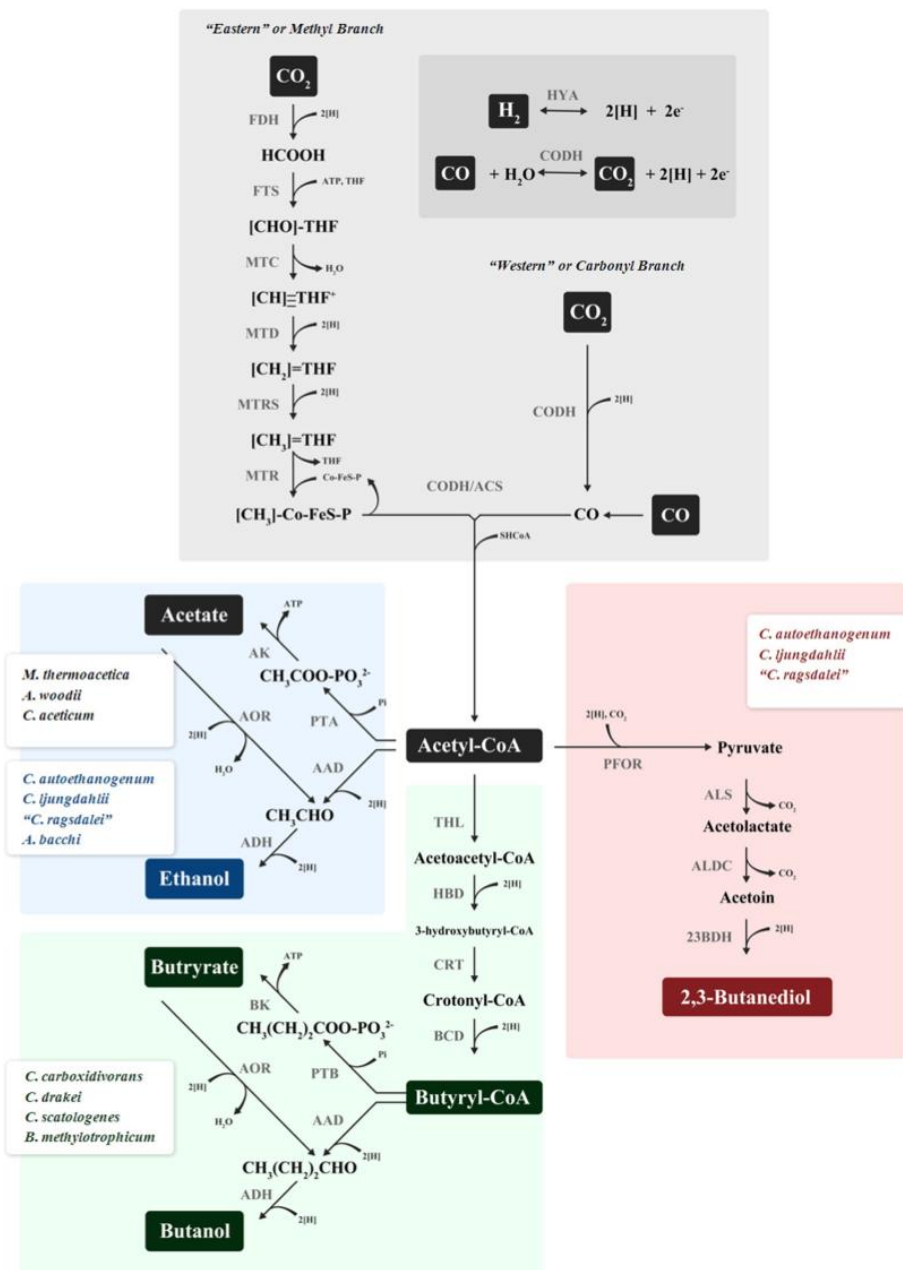 “Eastern” or Methyl Branch
CO₂
FDH
2[H]
HCOOH
FTS
ATP, THF
[CHO]-THF
MTC
H₂O
[CH]≡THF⁺
MTD
2[H]
[CH₂]=THF
MTRS
2[H]
[CH₃]=THF
THF
MTR
Co-FeS-P
[CH₃]-Co-FeS-P
H₂
HYA
2[H] + 2e⁻
CO + H₂O
CODH
CO₂ + 2[H] + 2e⁻
“Western” or Carbonyl Branch
CO₂
CODH
2[H]
CODH/ACS
CO
CO
SHCoA
Acetate
ATP
AK
CH₃COO-PO₃²⁻
M. thermoacetica
A. woodii
C. aceticum
AOR
2[H]
H₂O
PTA
Pi
Acetyl-CoA
AAD
2[H]
C. autoethanogenum
C. ljungdahlii
“C. ragsdalei”
A. bacchi
CH₃CHO
ADH
2[H]
Ethanol
C. autoethanogenum
C. ljungdahlii
“C. ragsdalei”
2[H], CO₂
PFOR
Pyruvate
ALS
CO₂
Acetolactate
ALDC
CO₂
Acetoin
23BDH
2[H]
2,3-Butanediol
THL
Acetoacetyl-CoA
HBD
2[H]
3-hydroxybutyryl-CoA
CRT
Crotonyl-CoA
BCD
2[H]
Butyryl-CoA
Butryrate
ATP
BK
CH₃(CH₂)₂COO-PO₃²⁻
AOR
2[H]
H₂O
PTB
Pi
AAD
2[H]
C. carboxidivorans
C. drakei
C. scatologenes
B. methylotrophicum
CH₃(CH₂)₂CHO
ADH
2[H]
Butanol